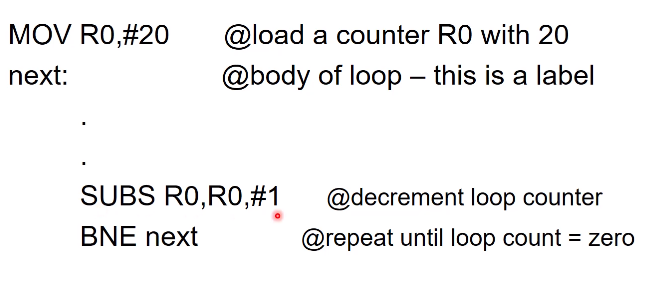 MOV R0,#20 @load a counter R0 with 20
next: @body of loop – this is a label
.
.
SUBS R0,R0,#1 @decrement loop counter
BNE next @repeat until loop count = zero